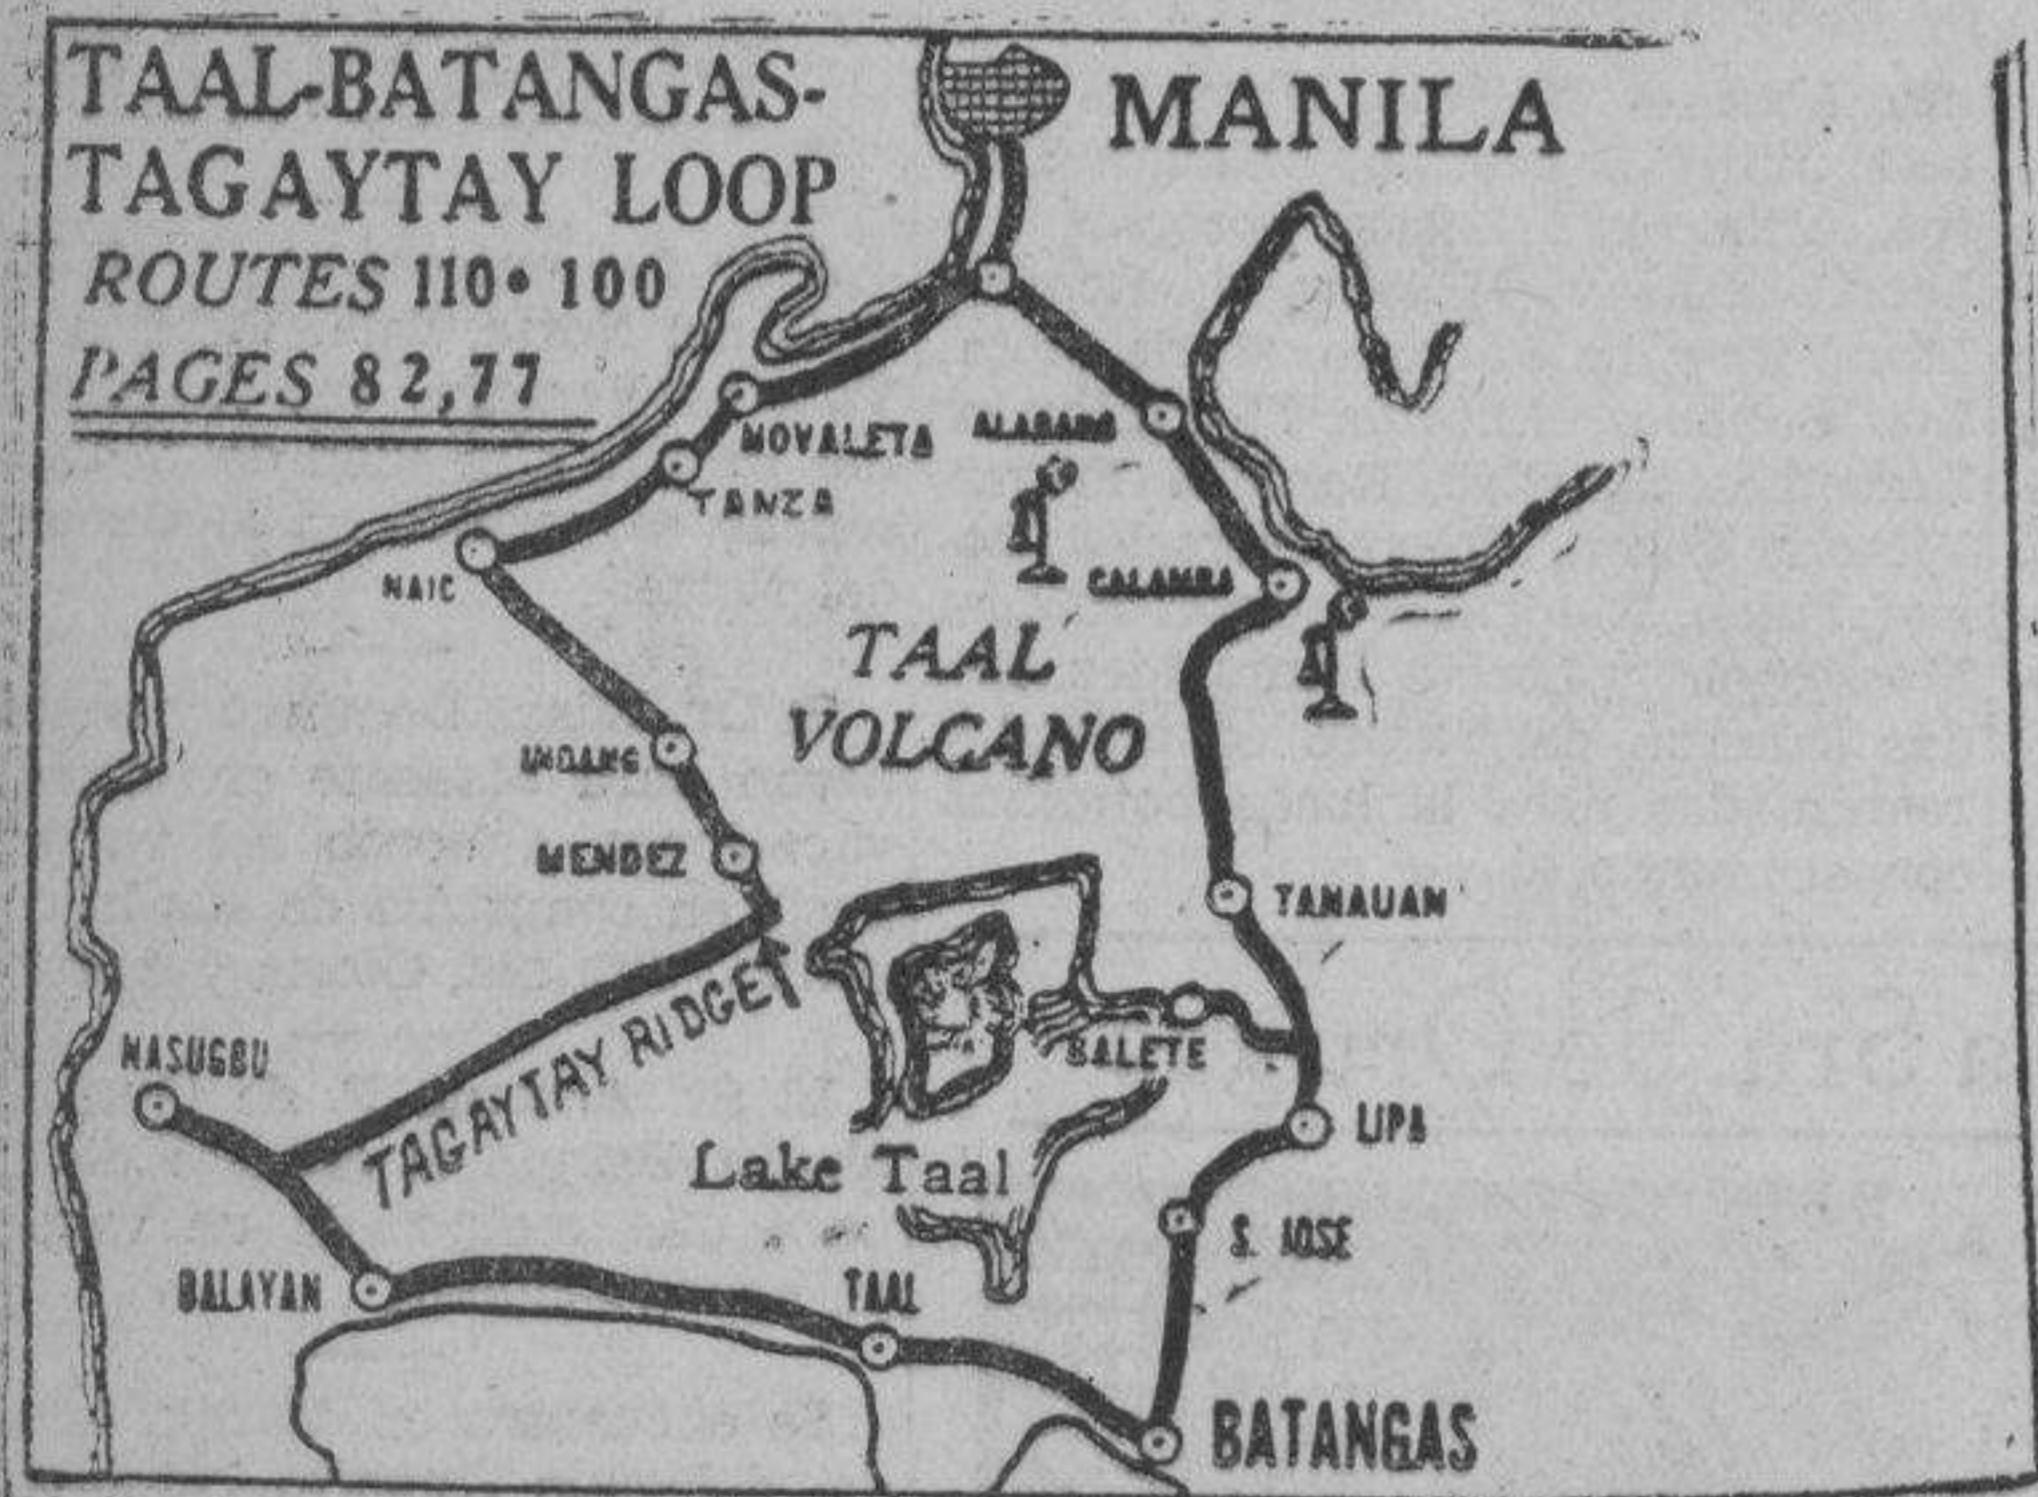 TAAL-BATANGAS-
TAGAYTAY LOOP
ROUTES 110• 100
PAGES 82,77
MANILA
NOVALETA
ALABANG
TANZA
NAIC
CALAMBA
TAAL
VOLCANO
INDANG
MENDEZ
TANAUAN
TAGAYTAY RIDGE
NASUGBU
BALETE
LIPA
Lake Taal
S. JOSE
BALAYAN
TAAL
BATANGAS